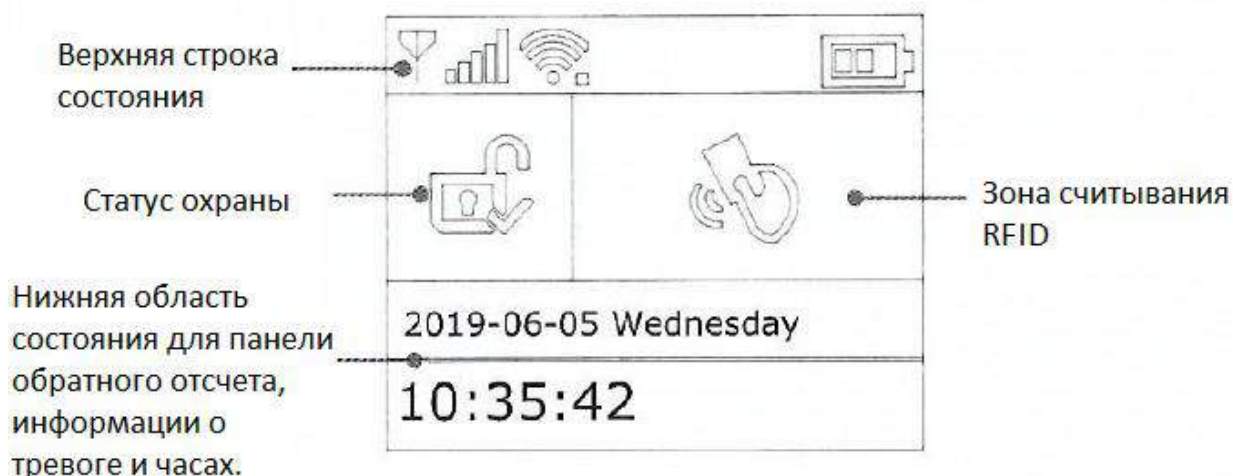 Верхняя строка
состояния
Статус охраны
Зона считывания
RFID
Нижняя область
состояния для панели
обратного отсчета,
информации о
тревоге и часах.
2019-06-05 Wednesday
10:35:42